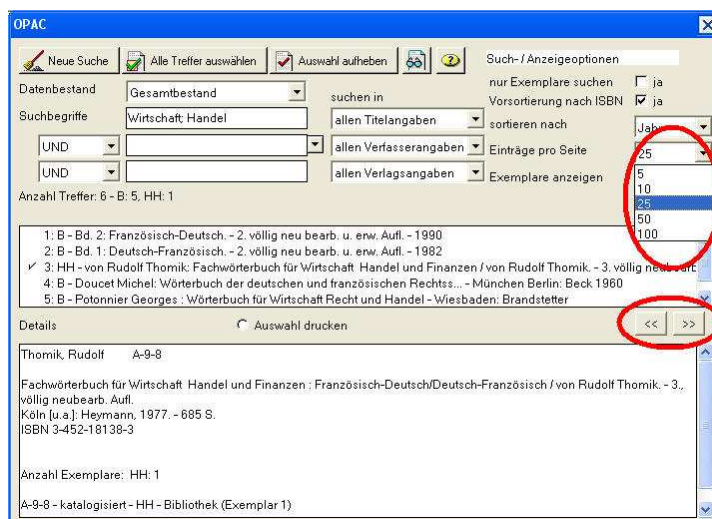 OPAC
Neue Suche Alle Treffer auswählen Auswahl aufheben Such- / Anzeigeoptionen
nur Exemplare suchen ja
Datenbestand Gesamtbestand suchen in Vorsortierung nach ISBN ja
Suchbegriffe Wirtschaft; Handel allen Titelangaben sortieren nach Jahr
UND allen Verfasserangaben Einträge pro Seite 25
UND allen Verlagsangaben Exemplare anzeigen
5
10
25
50
100
Anzahl Treffer: 6 - B: 5, HH: 1
1: B - Bd. 2: Französisch-Deutsch. - 2. völlig neu bearb. u. erw. Aufl. - 1990
2: B - Bd. 1: Deutsch-Französisch. - 2. völlig neu bearb. u. erw. Aufl. - 1982
3: HH - von Rudolf Thomik: Fachwörterbuch für Wirtschaft Handel und Finanzen / von Rudolf Thomik. - 3. völlig neubearb
4: B - Doucet Michel: Wörterbuch der deutschen und französischen Rechtss... - München Berlin: Beck 1960
5: B - Potonnier Georges : Wörterbuch für Wirtschaft Recht und Handel - Wiesbaden: Brandstetter
Details Auswahl drucken << >>
Thomik, Rudolf A-9-8
Fachwörterbuch für Wirtschaft Handel und Finanzen : Französisch-Deutsch/Deutsch-Französisch / von Rudolf Thomik. - 3.,
völlig neubearb. Aufl.
Köln [u.a.]: Heymann, 1977. - 685 S.
ISBN 3-452-18138-3
Anzahl Exemplare: HH: 1
A-9-8 - katalogisiert - HH - Bibliothek (Exemplar 1)